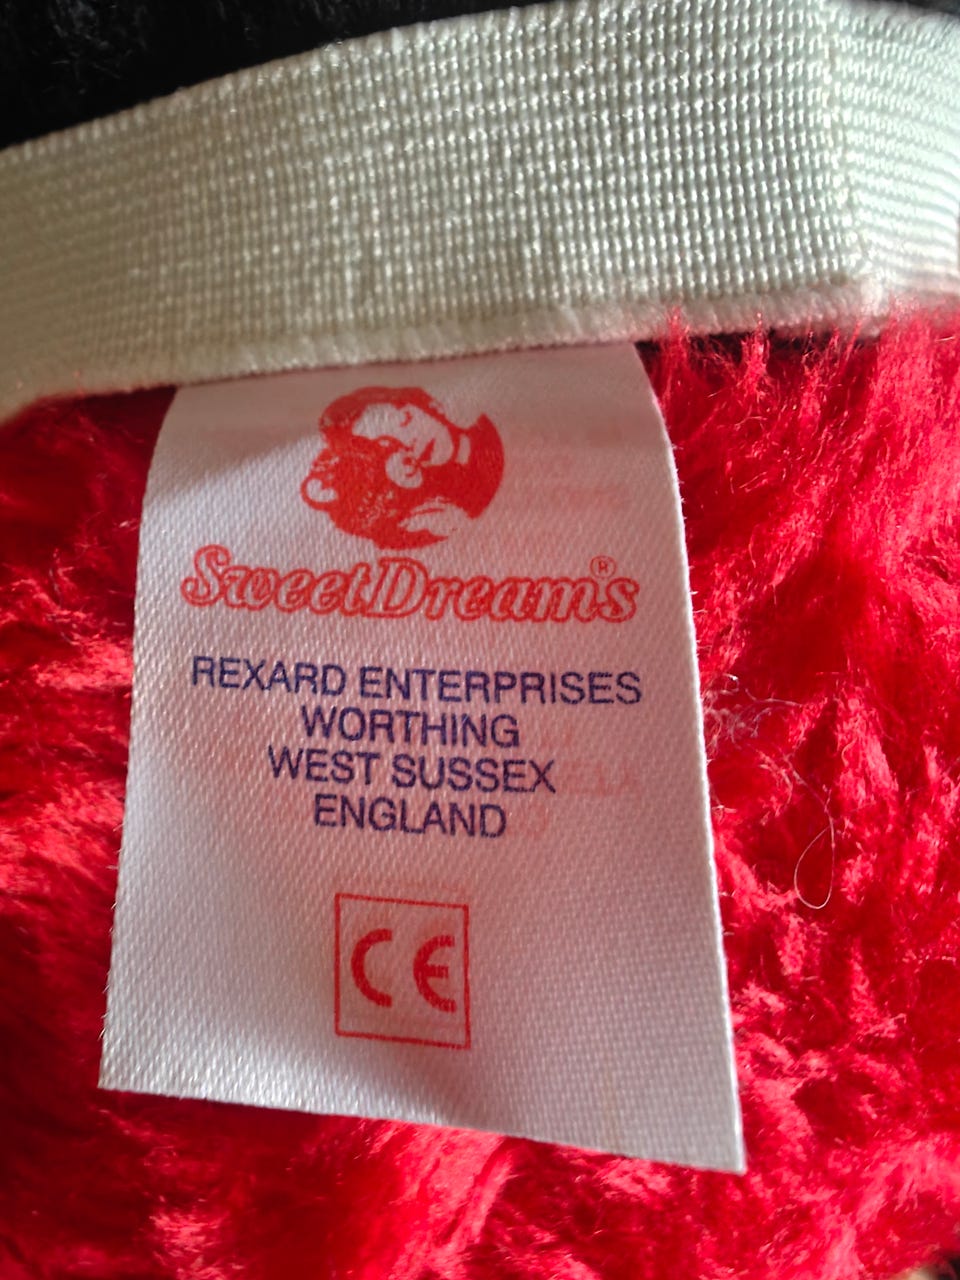 SweetDreams®
REXARD ENTERPRISES
WORTHING
WEST SUSSEX
ENGLAND
CE